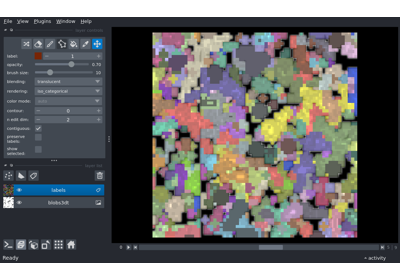 File View Plugins Window Help
label: 1
opacity: 0.70
brush size: 10
blending: translucent
rendering: iso_categorical
color mode:
contour: 0
n edit dim: 2
contiguous:
preserve
labels:
show
selected:
labels
blobs3dt
0
Ready
activity